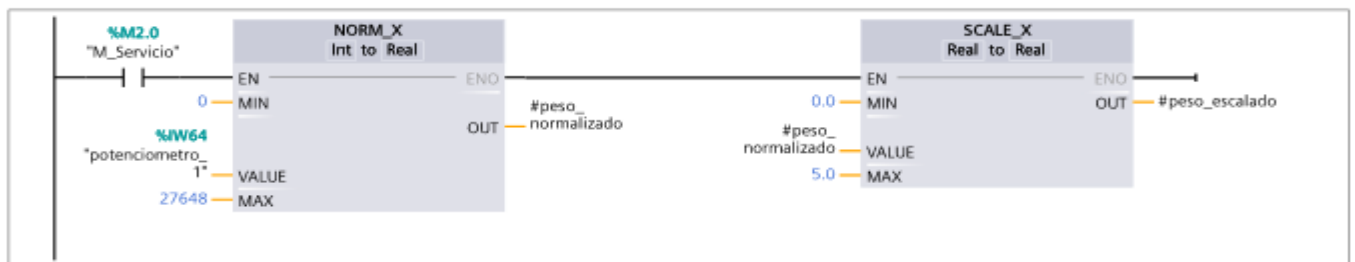 %M2.0
"M_Servicio"
NORM_X
Int to Real
EN
ENO
0
MIN
%IW64
"potenciometro_
1"
VALUE
27648
MAX
OUT
#peso_
normalizado
SCALE_X
Real to Real
EN
ENO
0.0
MIN
#peso_
normalizado
VALUE
5.0
MAX
OUT
#peso_escalado